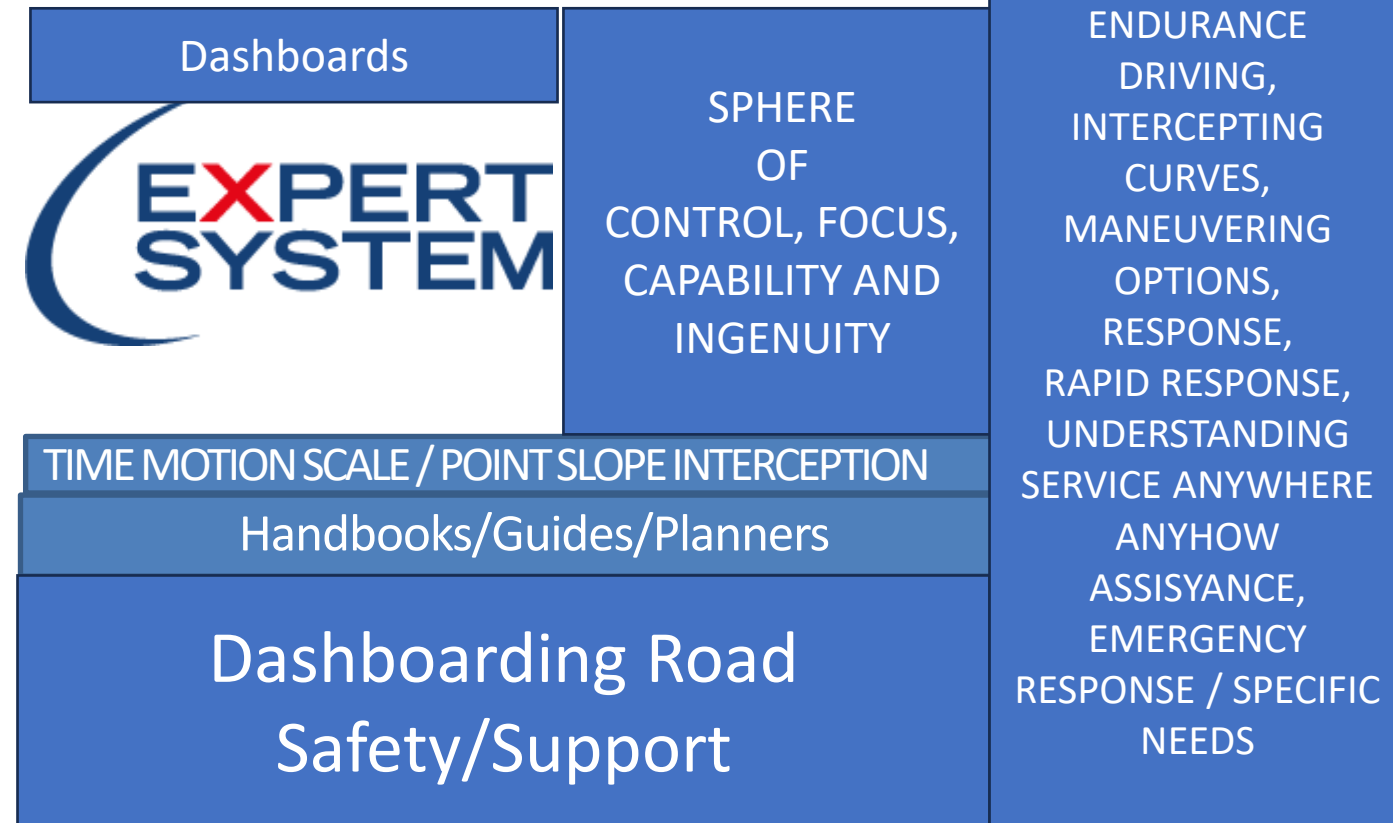 Dashboards
EXPERT
SYSTEM
SPHERE
OF
CONTROL, FOCUS,
CAPABILITY AND
INGENUITY
TIME MOTION SCALE / POINT SLOPE INTERCEPTION
Handbooks/Guides/Planners
Dashboarding Road
Safety/Support
ENDURANCE
DRIVING,
INTERCEPTING
CURVES,
MANEUVERING
OPTIONS,
RESPONSE,
RAPID RESPONSE,
UNDERSTANDING
SERVICE ANYWHERE
ANYHOW
ASSISYANCE,
EMERGENCY
RESPONSE / SPECIFIC
NEEDS